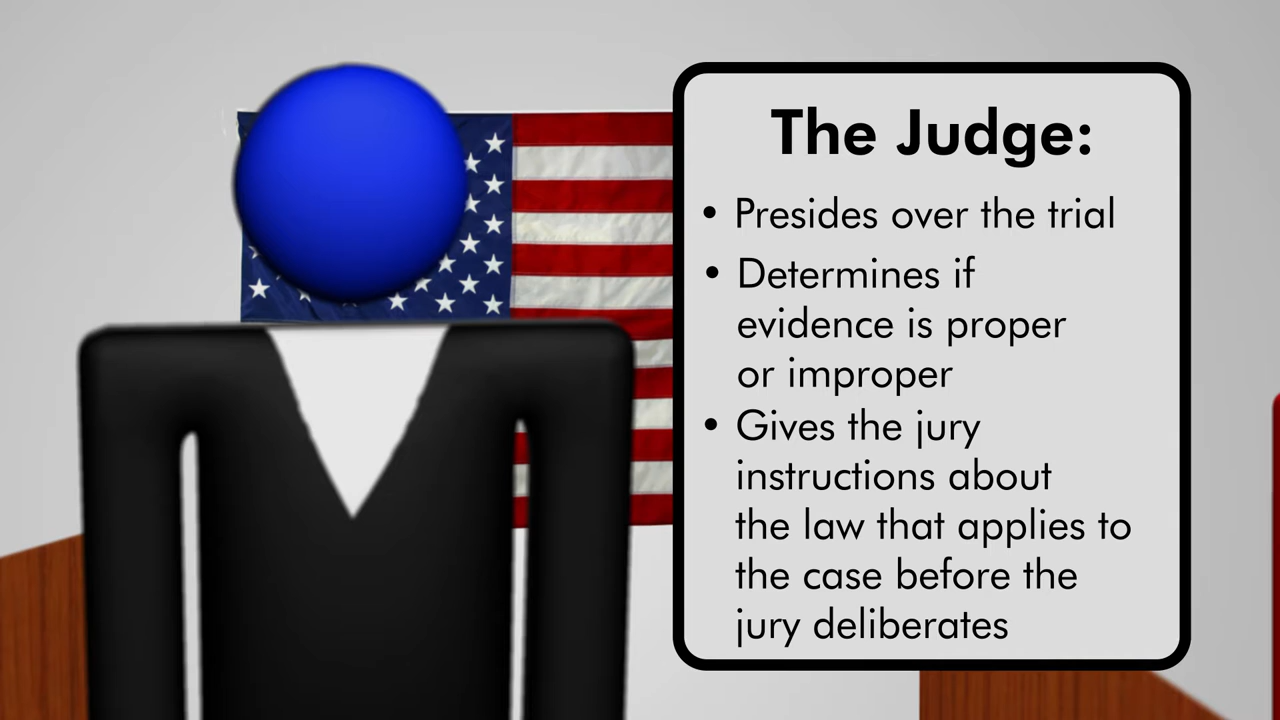 The Judge:
• Presides over the trial
• Determines if
evidence is proper
or improper
• Gives the jury
instructions about
the law that applies to
the case before the
jury deliberates